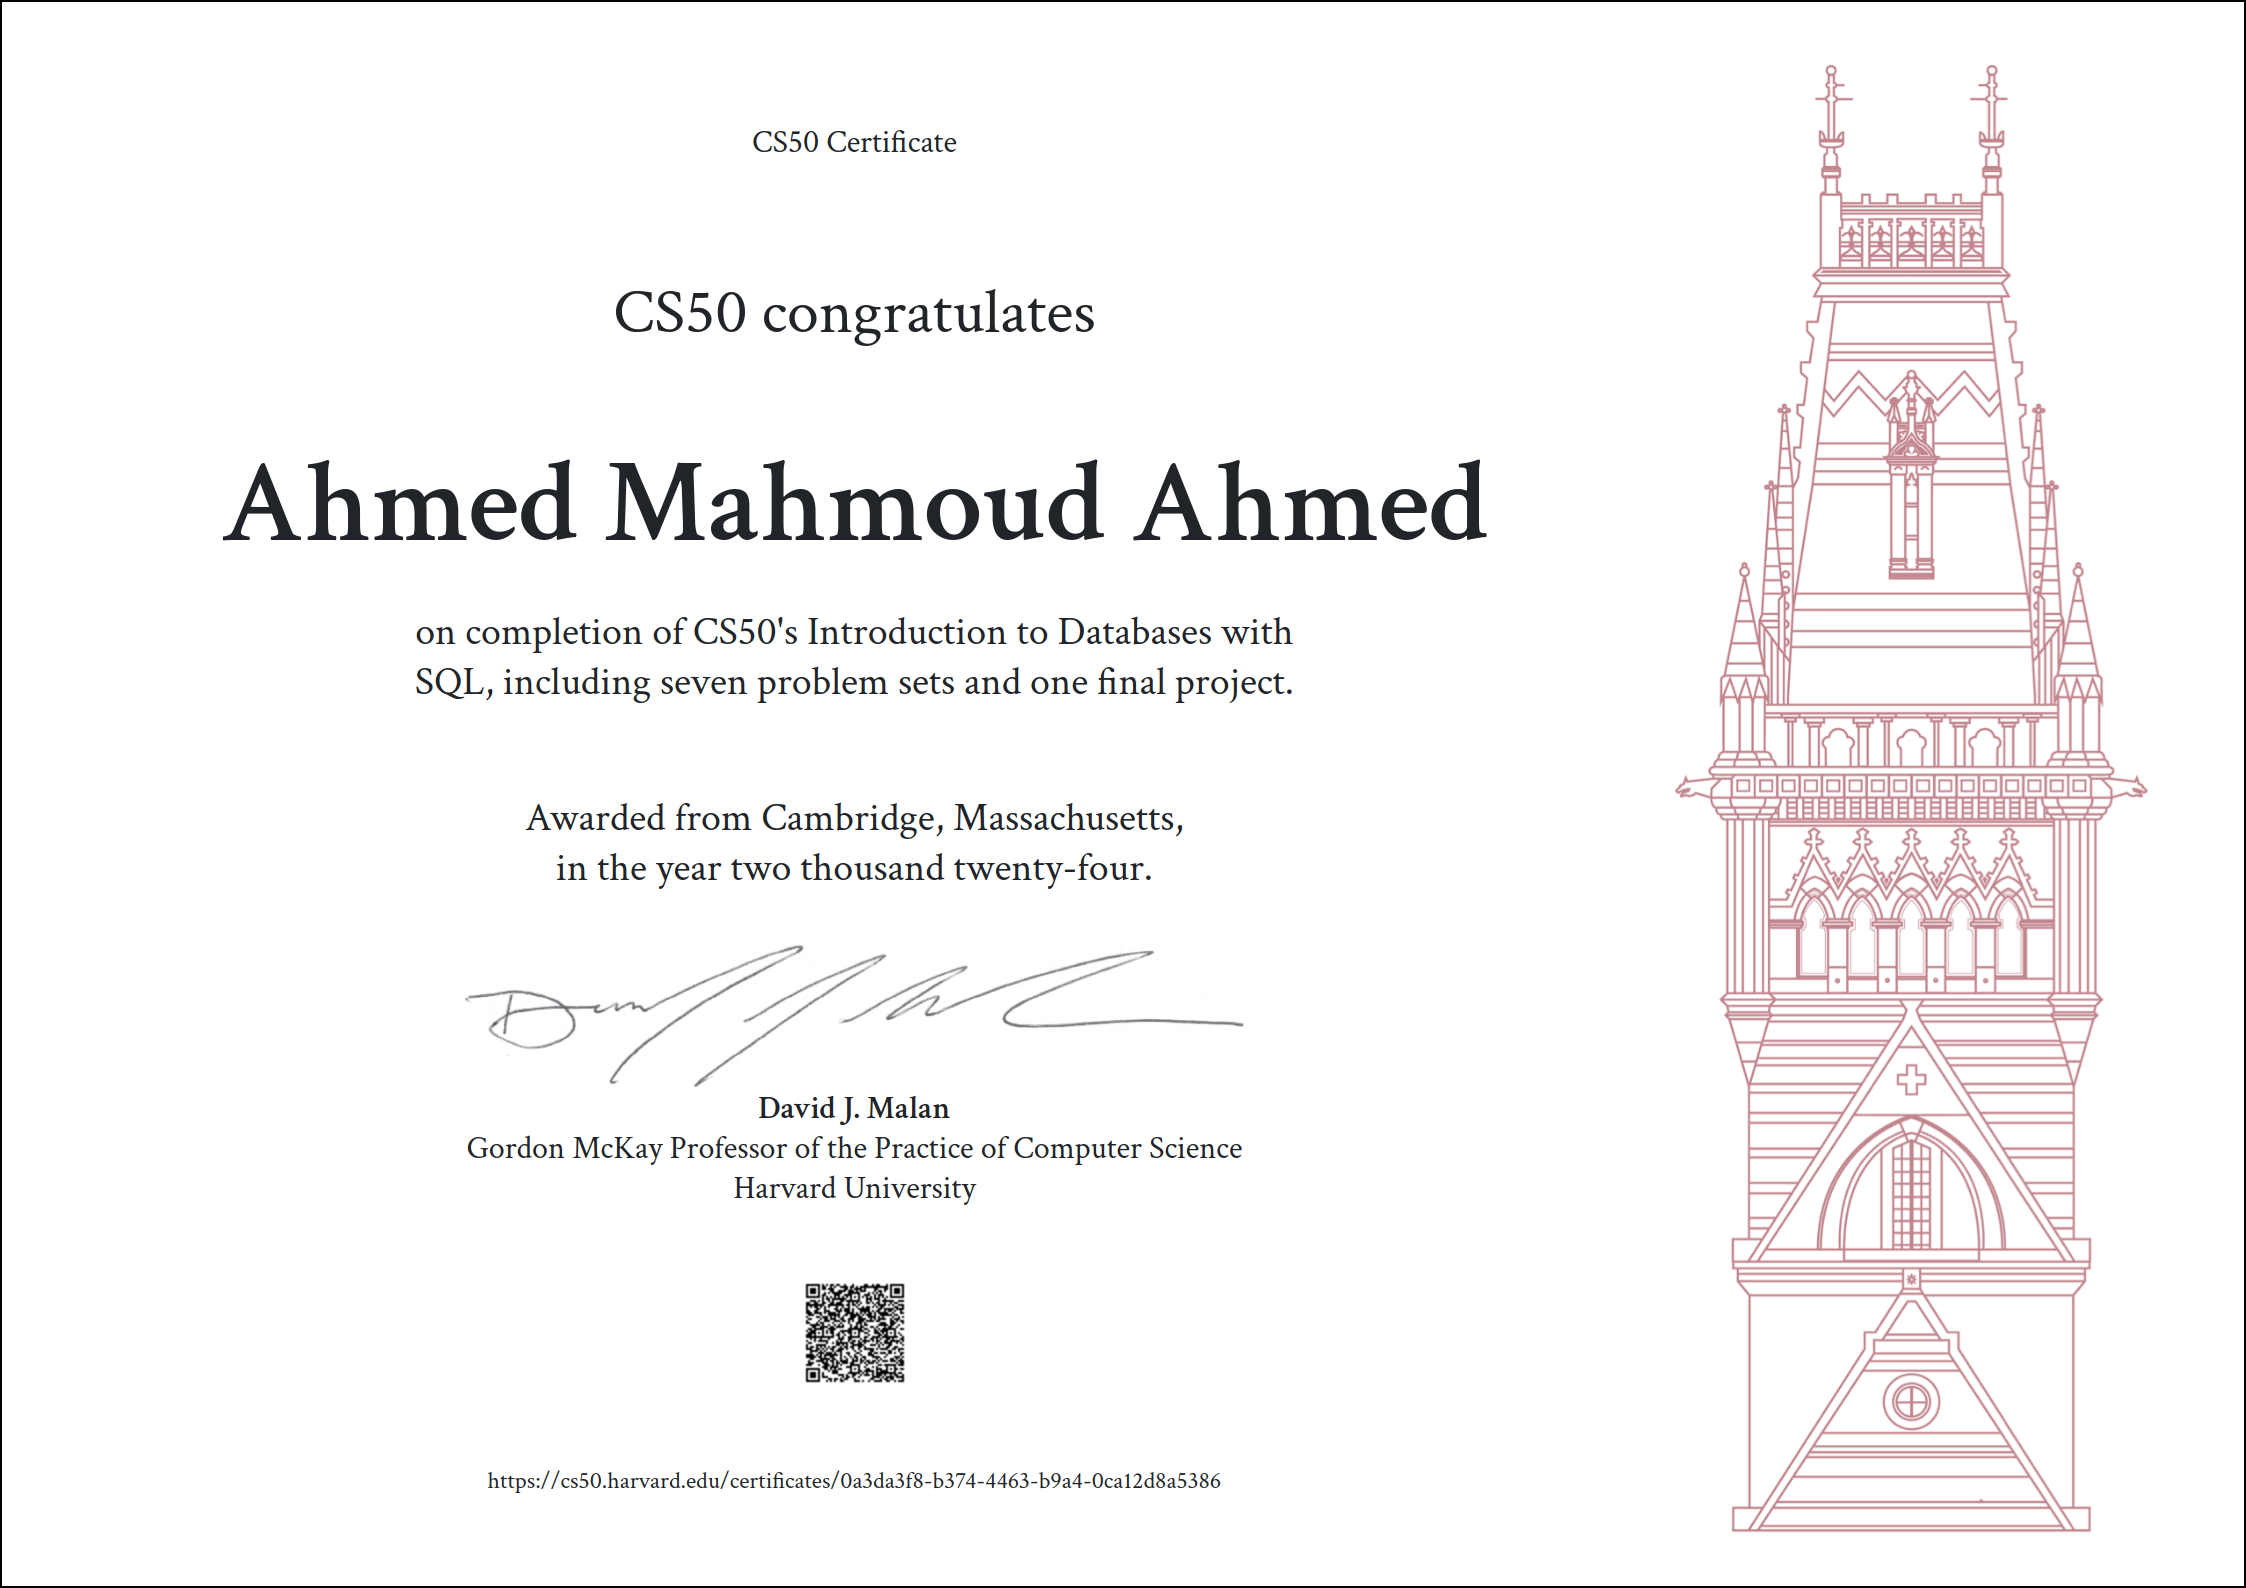 CS50 Certificate
CS50 congratulates
Ahmed Mahmoud Ahmed
on completion of CS50's Introduction to Databases with
SQL, including seven problem sets and one final project.
Awarded from Cambridge, Massachusetts,
in the year two thousand twenty-four.
David J. Malan
Gordon McKay Professor of the Practice of Computer Science
Harvard University
https://cs50.harvard.edu/certificates/0a3da3f8-b374-4463-b9a4-0ca12d8a5386